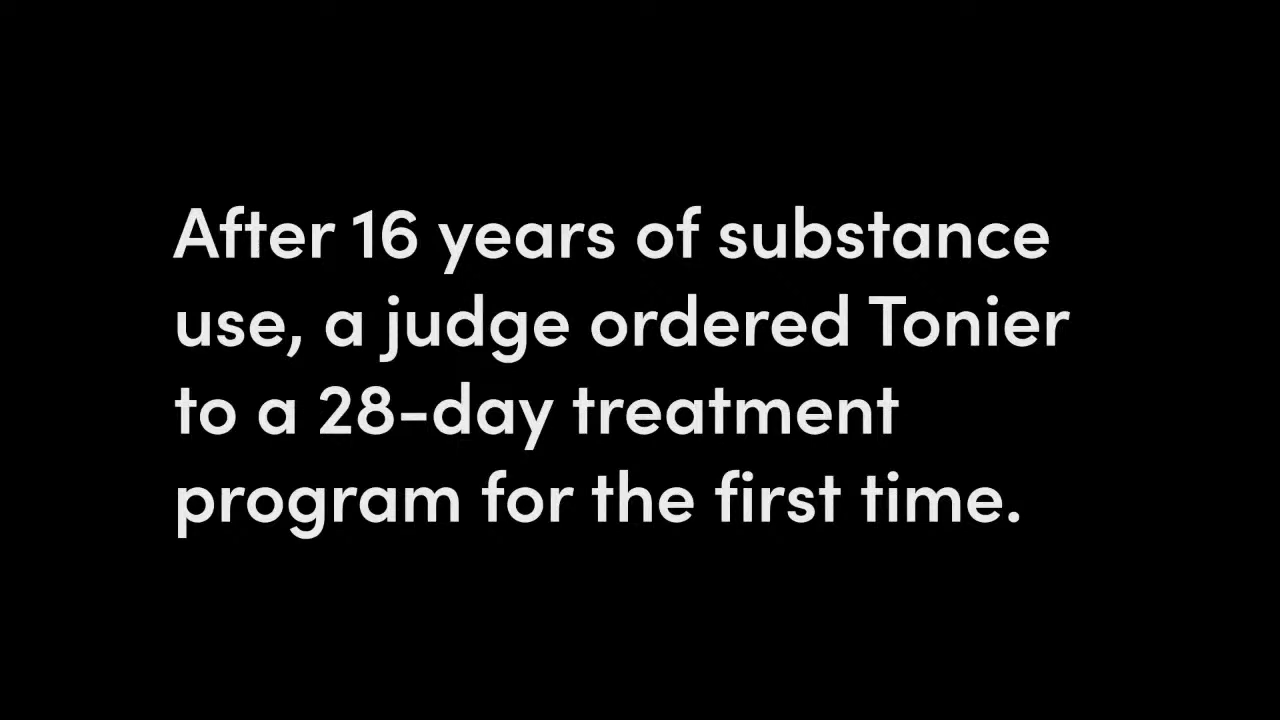 After 16 years of substance
use, a judge ordered Tonier
to a 28-day treatment
program for the first time.